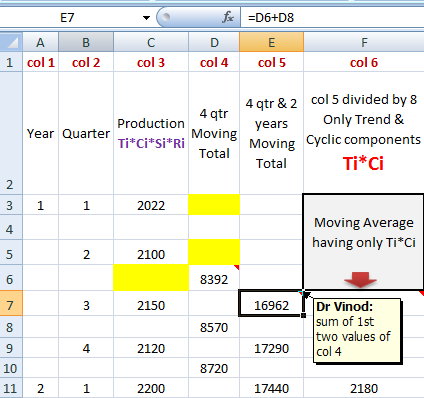 E7 fx =D6+D8
A B C D E F
1 col 1 col 2 col 3 col 4 col 5 col 6
2 Year Quarter
Production
Ti*Ci*Si*Ri
4 qtr
Moving
Total
4 qtr & 2
years
Moving
Total
col 5 divided by 8
Only Trend &
Cyclic components
Ti*Ci
3 1 1 2022
Moving Average
having only Ti*Ci
4
5 2 2100
6 8392
7 3 2150 16962
Dr Vinod:
sum of 1st
two values of
col 4
8 8570
9 4 2120 17290
10 8720
11 2 1 2200 17440 2180